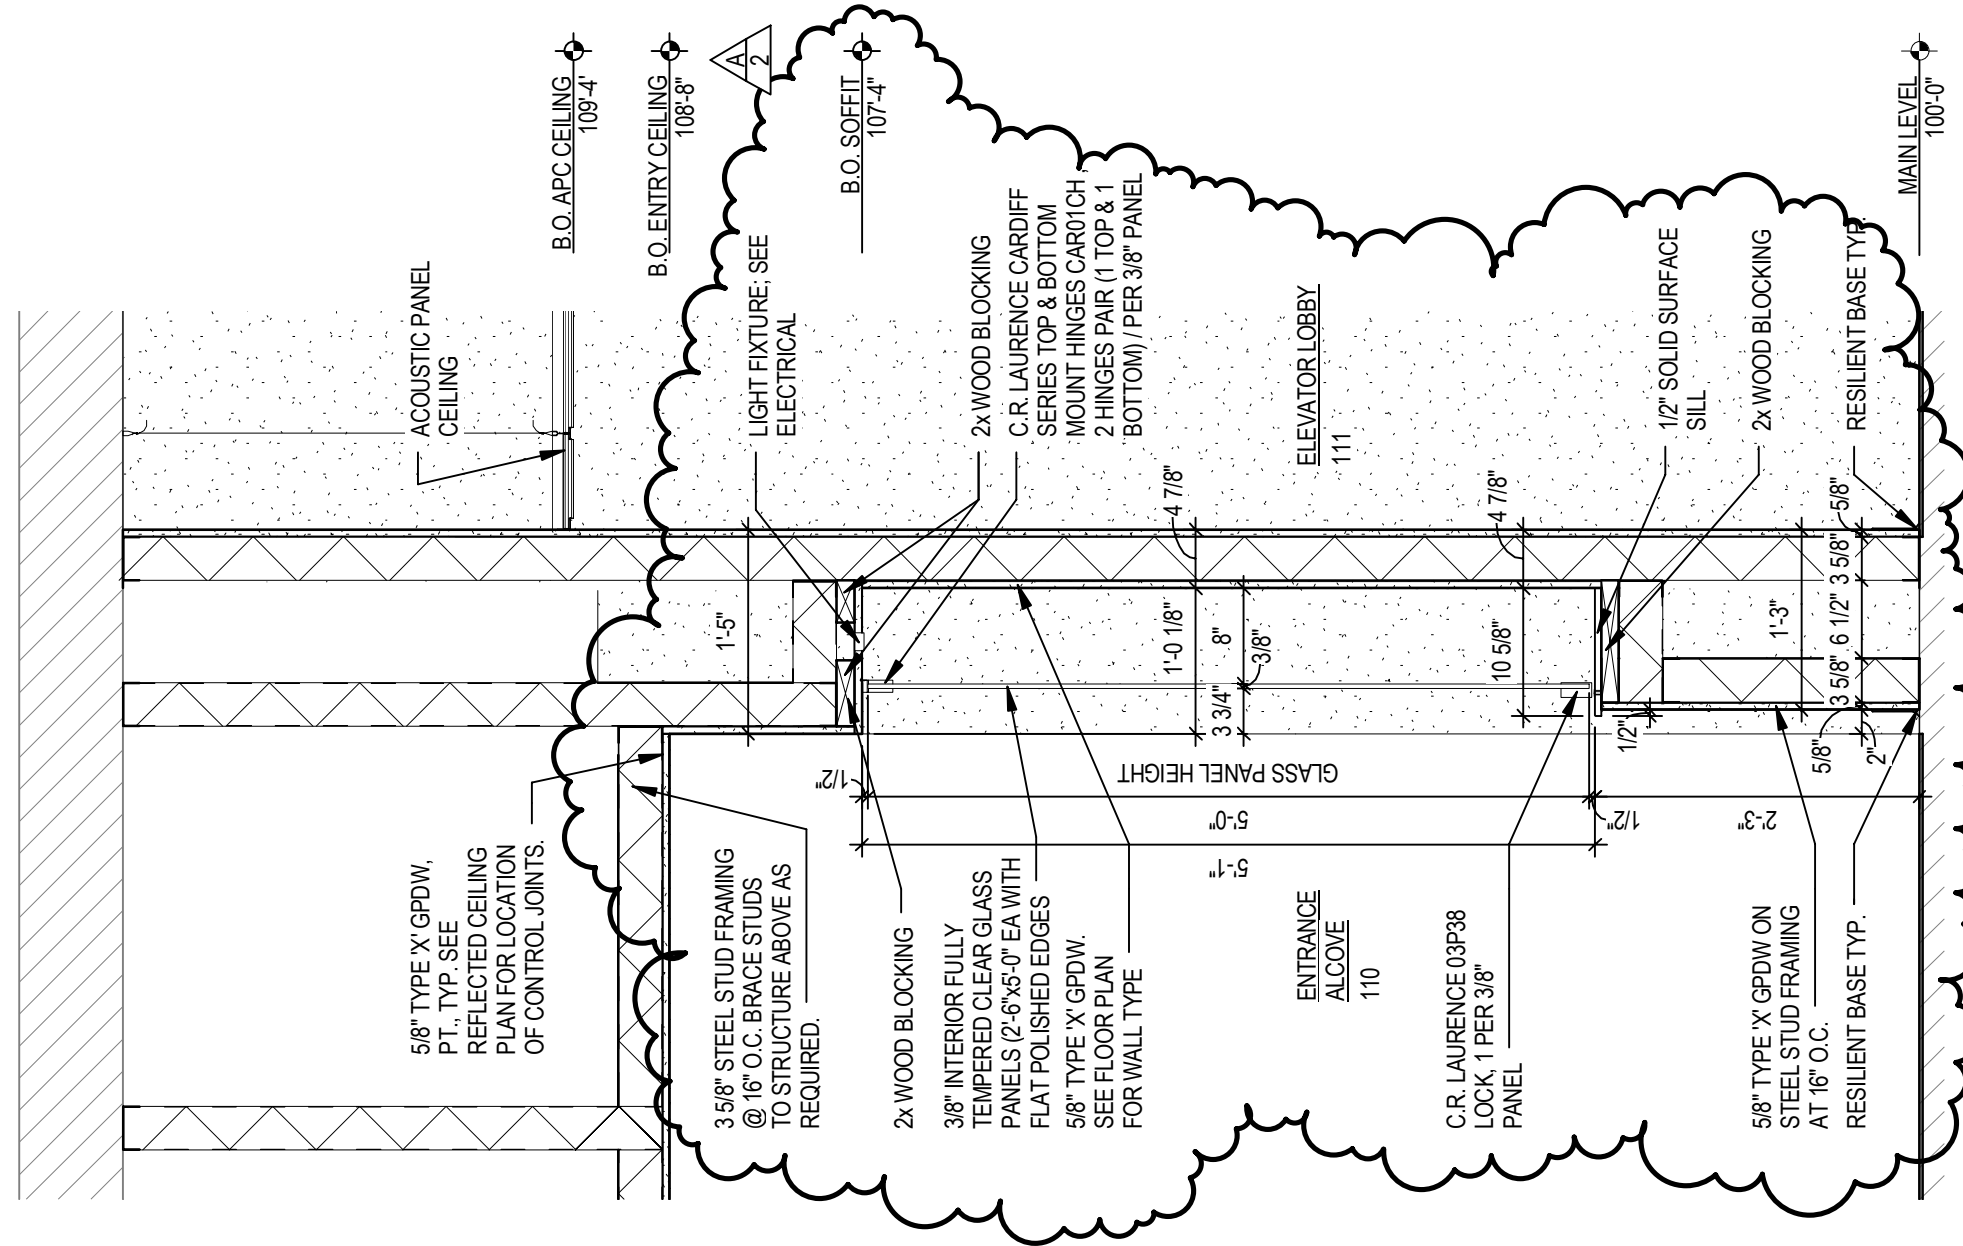 B.O. APC CEILING
109'-4'
B.O. ENTRY CEILING
108'-8"
A
2
B.O. SOFFIT
107'-4"
MAIN LEVEL
100'-0"
ACOUSTIC PANEL
CEILING
LIGHT FIXTURE; SEE
ELECTRICAL
2x WOOD BLOCKING
C.R. LAURENCE CARDIFF
SERIES TOP & BOTTOM
MOUNT HINGES CAR01CH ,
2 HINGES PAIR (1 TOP & 1
BOTTOM) / PER 3/8" PANEL
ELEVATOR LOBBY
111
1/2" SOLID SURFACE
SILL
2x WOOD BLOCKING
RESILIENT BASE TYP.
1'-5"
4 7/8"
1'-0 1/8"
8"
3/8"
3 3/4"
4 7/8"
10 5/8"
1/2"
1'-3"
5/8"
3 5/8"
6 1/2"
3 5/8"
5/8"
2"
1/2"
GLASS PANEL HEIGHT
5'-0"
5'-1"
1/2"
2'-3"
5/8" TYPE 'X' GPDW,
PT., TYP. SEE
REFLECTED CEILING
PLAN FOR LOCATION
OF CONTROL JOINTS.
3 5/8" STEEL STUD FRAMING
@ 16" O.C. BRACE STUDS
TO STRUCTURE ABOVE AS
REQUIRED.
2x WOOD BLOCKING
3/8" INTERIOR FULLY
TEMPERED CLEAR GLASS
PANELS (2'-6"x5'-0" EA WITH
FLAT POLISHED EDGES
5/8" TYPE 'X' GPDW.
SEE FLOOR PLAN
FOR WALL TYPE
ENTRANCE
ALCOVE
110
C.R. LAURENCE 03P38
LOCK, 1 PER 3/8"
PANEL
5/8" TYPE 'X' GPDW ON
STEEL STUD FRAMING
AT 16" O.C.
RESILIENT BASE TYP.